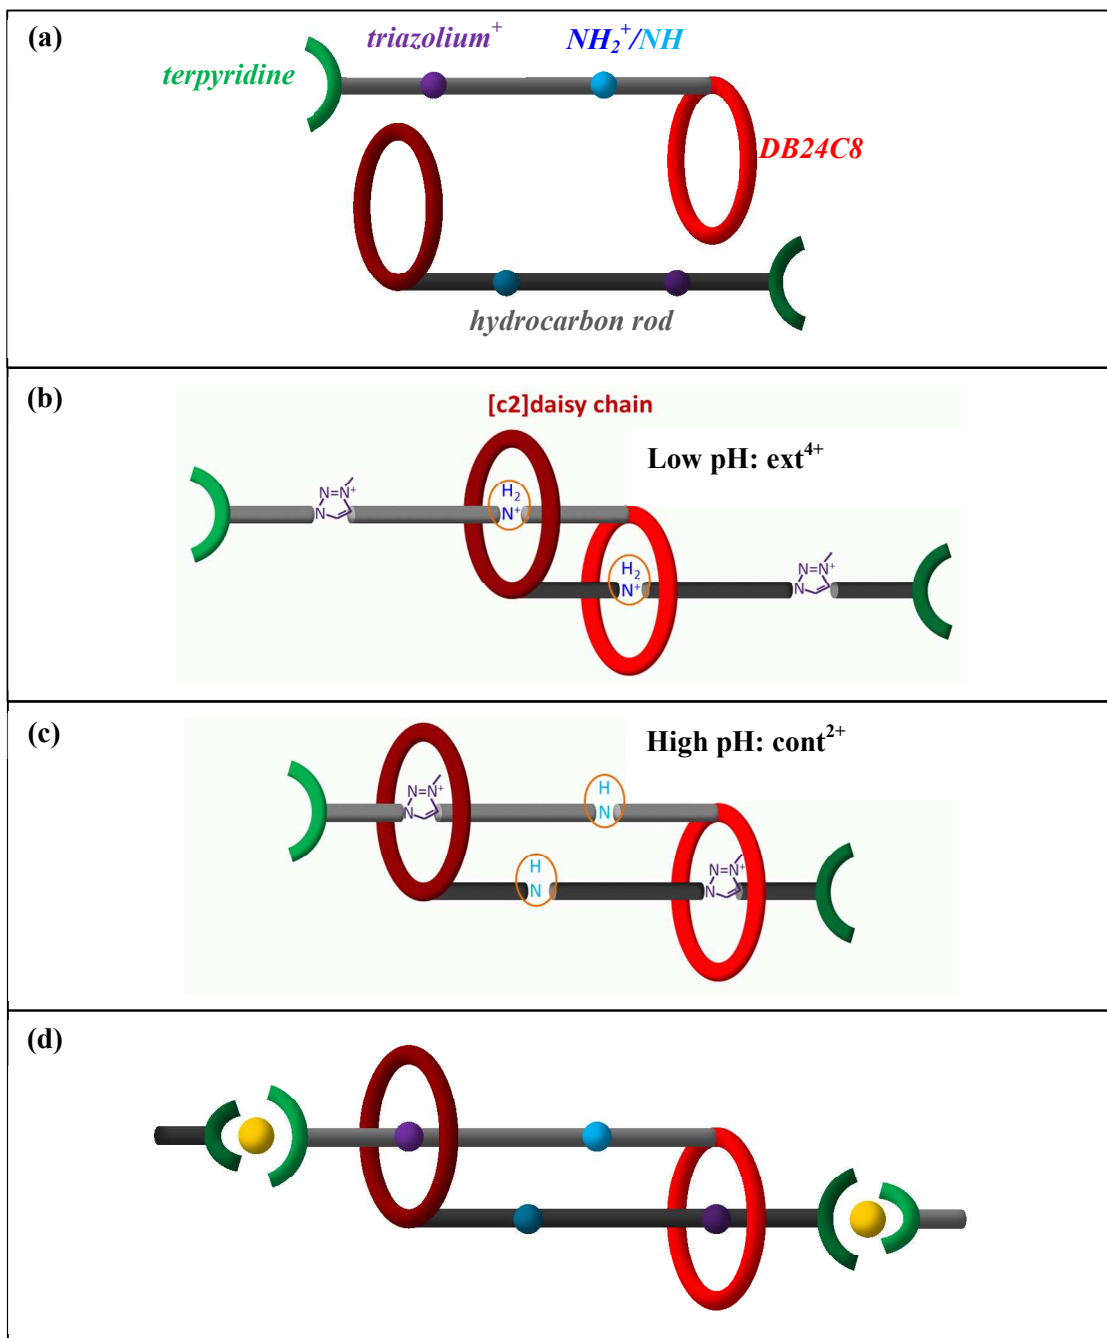 (a)
triazolium⁺
NH₂⁺/NH
terpyridine
DB24C8
hydrocarbon rod
(b)
[c2]daisy chain
Low pH: ext⁴⁺
N=N⁺
N
H₂
N⁺
H₂
N⁺
N=N⁺
N
(c)
High pH: cont²⁺
N=N⁺
N
H
N
H
N
N=N⁺
N
(d)